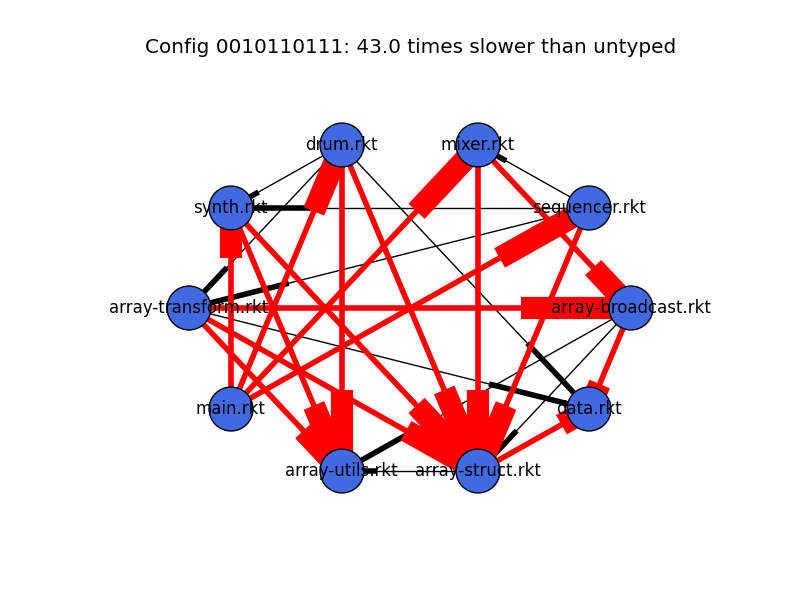 Config 0010110111: 43.0 times slower than untyped
drum.rkt
mixer.rkt
synth.rkt
sequencer.rkt
array-transform.rkt
array-broadcast.rkt
main.rkt
data.rkt
array-utils.rkt
array-struct.rkt